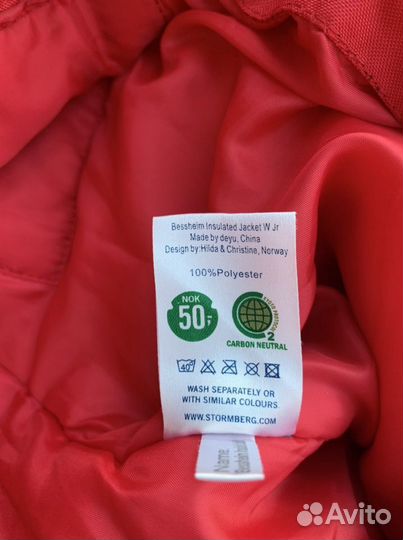 Bessheim Insulated Jacket W Jr
Made by deyu, China
Design by: Hilda & Christine, Norway
100%Polyester
NOK
50,-
2
CARBON NEUTRAL
40°
WASH SEPARATELY OR
WITH SIMILAR COLOURS
WWW.STORMBERG.COM
Name
Avito